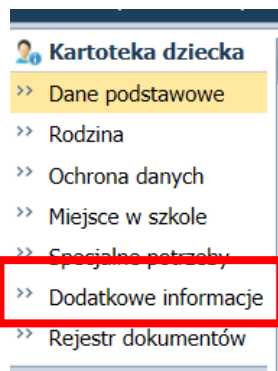 Kartoteka dziecka
>> Dane podstawowe
>> Rodzina
>> Ochrona danych
>> Miejsce w szkole
>> Specjalne potrzeby
>> Dodatkowe informacje
>> Rejestr dokumentów